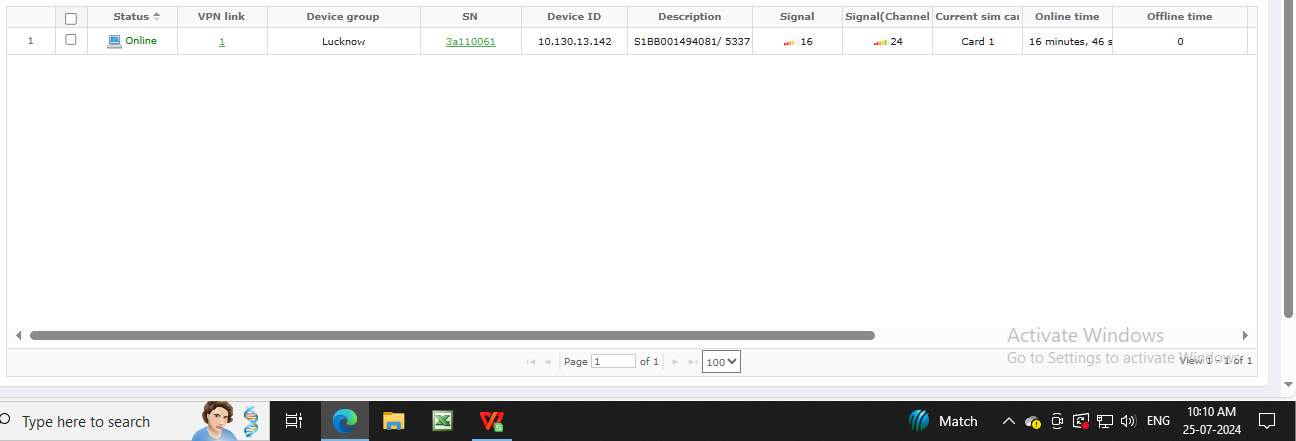 Status VPN link Device group SN Device ID Description Signal Signal(Channel Current sim car Online time Offline time
1 Online 1 Lucknow 3a110061 10.130.13.142 S1BB001494081/ 5337 16 24 Card 1 16 minutes, 46 s 0
Activate Windows
Go to Settings to activate Windows.
Page 1 of 1 100 View 1 - 1 of 1
Type here to search Match ENG 10:10 AM
25-07-2024